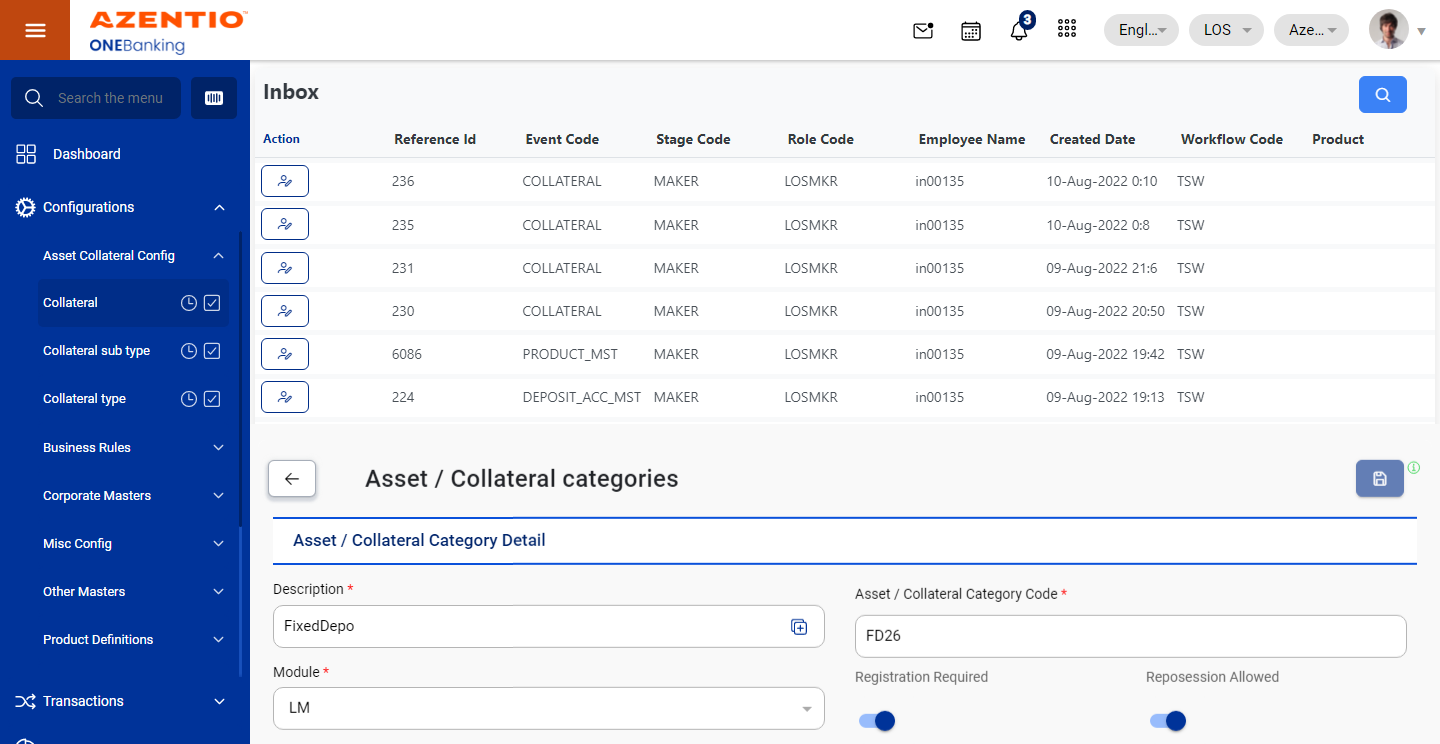 AZENTIO™
ONEBanking
3
Engl...
LOS
Aze...
Search the menu
Dashboard
Configurations
Asset Collateral Config
Collateral
Collateral sub type
Collateral type
Business Rules
Corporate Masters
Misc Config
Other Masters
Product Definitions
Transactions
Inbox
Action Reference Id Event Code Stage Code Role Code Employee Name Created Date Workflow Code Product
236 COLLATERAL MAKER LOSMKR in00135 10-Aug-2022 0:10 TSW
235 COLLATERAL MAKER LOSMKR in00135 10-Aug-2022 0:8 TSW
231 COLLATERAL MAKER LOSMKR in00135 09-Aug-2022 21:6 TSW
230 COLLATERAL MAKER LOSMKR in00135 09-Aug-2022 20:50 TSW
6086 PRODUCT_MST MAKER LOSMKR in00135 09-Aug-2022 19:42 TSW
224 DEPOSIT_ACC_MST MAKER LOSMKR in00135 09-Aug-2022 19:13 TSW
Asset / Collateral categories
Asset / Collateral Category Detail
Description *
FixedDepo
Asset / Collateral Category Code *
FD26
Module *
LM
Registration Required
Reposession Allowed